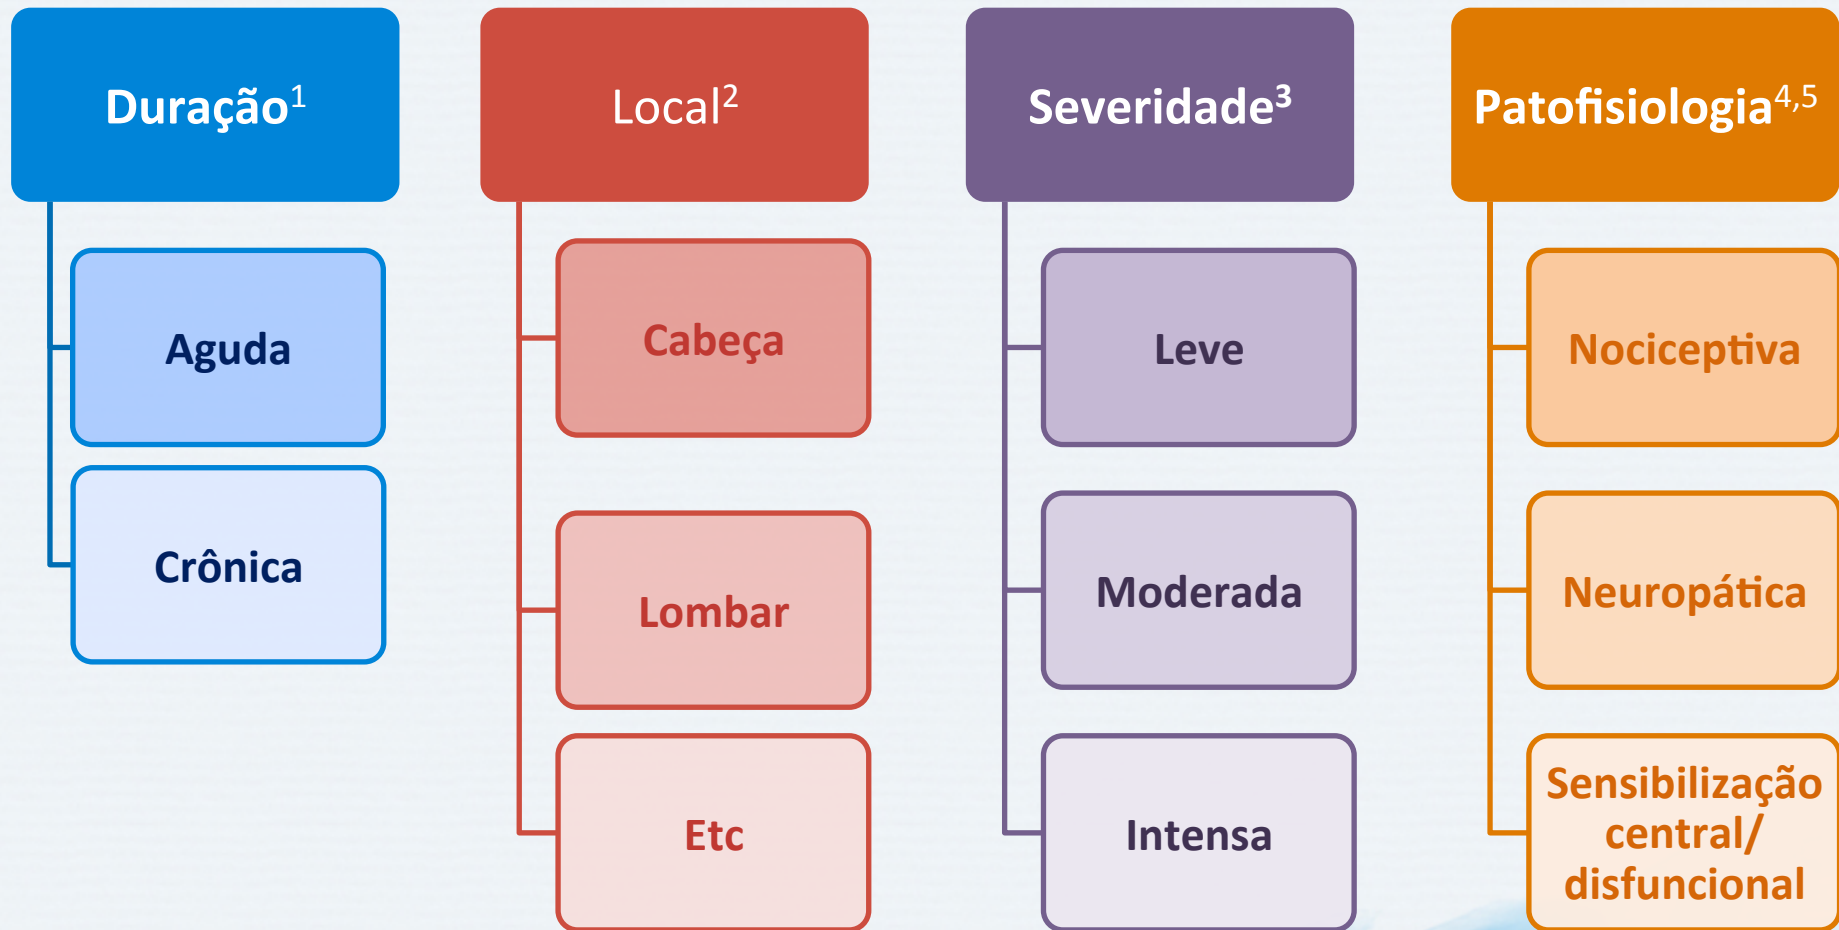 Duração¹
Aguda
Crônica
Local²
Cabeça
Lombar
Etc
Severidade³
Leve
Moderada
Intensa
Patofisiologia⁴,⁵
Nociceptiva
Neuropática
Sensibilização
central/
disfuncional